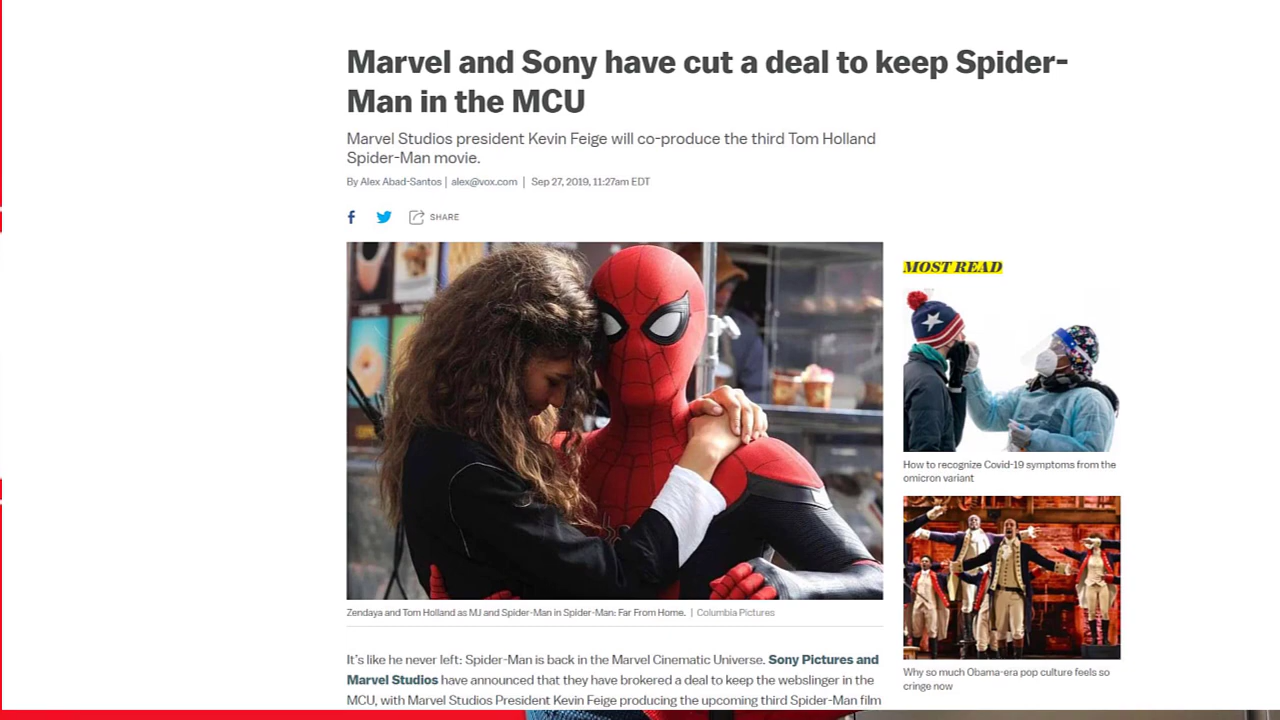 Marvel and Sony have cut a deal to keep Spider-
Man in the MCU
Marvel Studios president Kevin Feige will co-produce the third Tom Holland
Spider-Man movie.
By Alex Abad-Santos | alex@vox.com | Sep 27, 2019, 11:27am EDT
SHARE
MOST READ
How to recognize Covid-19 symptoms from the
omicron variant
Zendaya and Tom Holland as MJ and Spider-Man in Spider-Man: Far From Home. | Columbia Pictures
Why so much Obama-era pop culture feels so
cringe now
It's like he never left: Spider-Man is back in the Marvel Cinematic Universe. Sony Pictures and
Marvel Studios have announced that they have brokered a deal to keep the webslinger in the
MCU, with Marvel Studios President Kevin Feige producing the upcoming third Spider-Man film